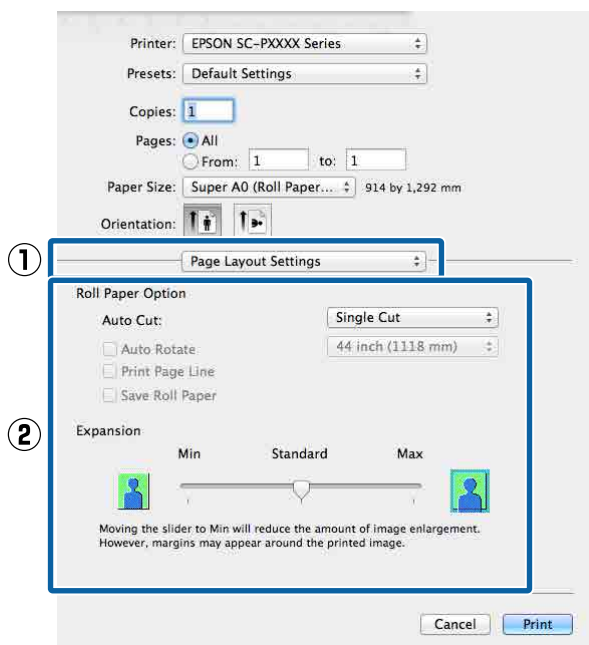 Printer: EPSON SC-PXXXX Series
Presets: Default Settings
Copies: 1
Pages: All
From: 1 to: 1
Paper Size: Super A0 (Roll Paper... 914 by 1,292 mm
Orientation:
① Page Layout Settings
Roll Paper Option
Auto Cut: Single Cut
Auto Rotate 44 inch (1118 mm)
Print Page Line
Save Roll Paper
②
Expansion
Min Standard Max
Moving the slider to Min will reduce the amount of image enlargement.
However, margins may appear around the printed image.
Cancel Print